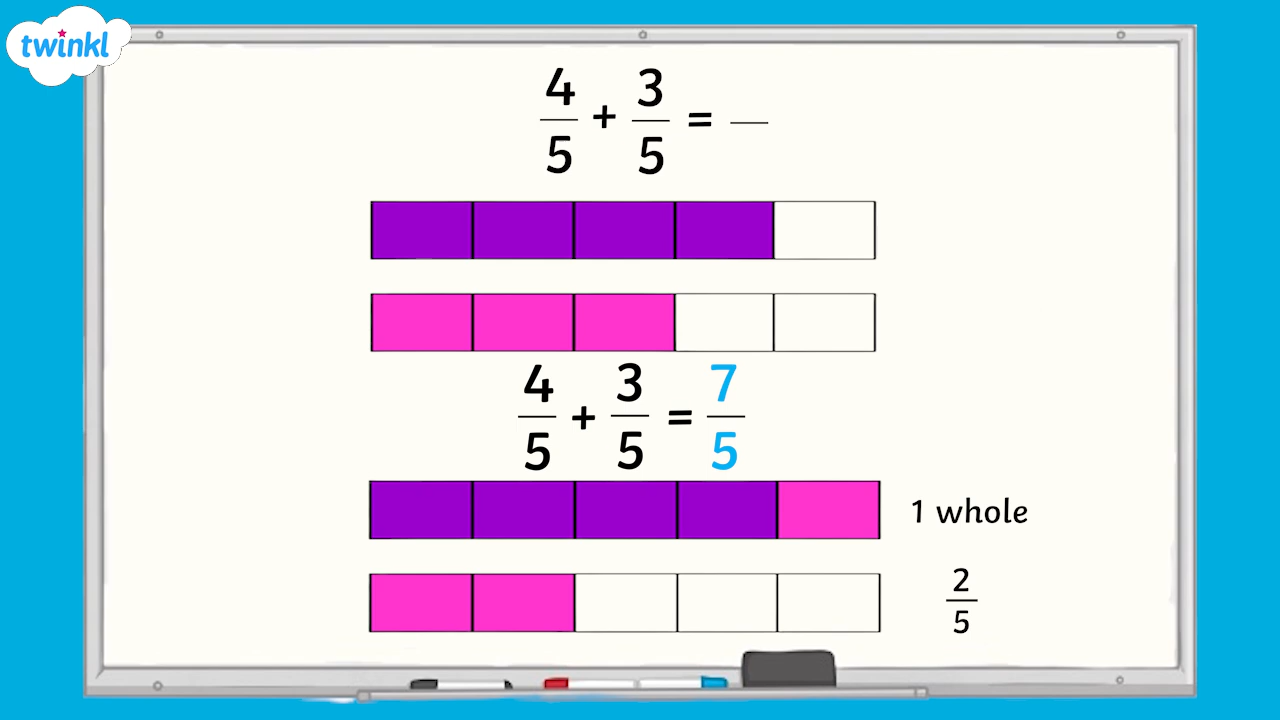 twinkl
4/5 + 3/5 = —
4/5 + 3/5 = 7/5
1 whole
2/5